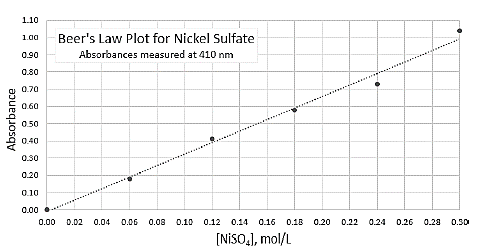 Beer's Law Plot for Nickel Sulfate
Absorbances measured at 410 nm
1.10
1.00
0.90
0.80
0.70
0.60
0.50
0.40
0.30
0.20
0.10
0.00
Absorbance
0.00 0.02 0.04 0.06 0.08 0.10 0.12 0.14 0.16 0.18 0.20 0.22 0.24 0.26 0.28 0.30
[NiSO₄], mol/L